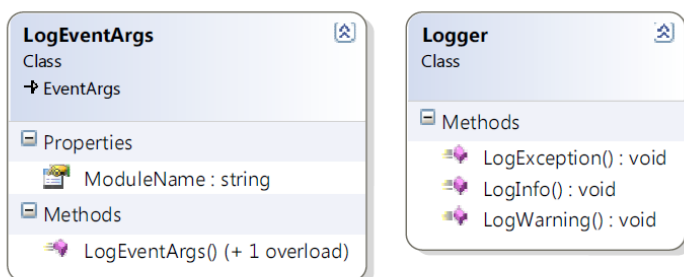 LogEventArgs
Class
EventArgs
Properties
ModuleName : string
Methods
LogEventArgs() (+ 1 overload)
Logger
Class
Methods
LogException() : void
LogInfo() : void
LogWarning() : void